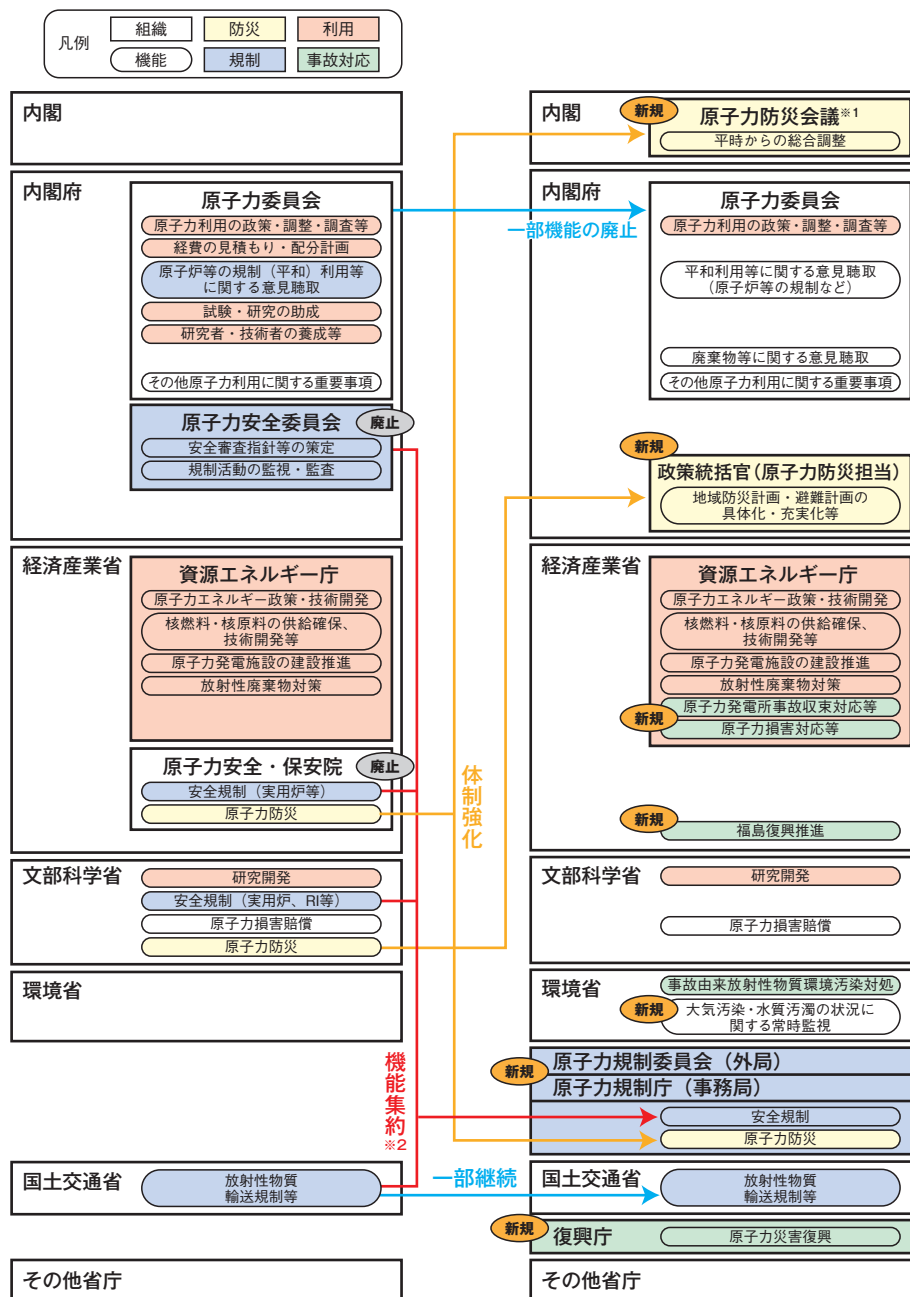 凡例
組織
防災
利用
機能
規制
事故対応
内閣
内閣府
原子力委員会
原子力利用の政策・調整・調査等
経費の見積もり・配分計画
原子炉等の規制（平和）利用等
に関する意見聴取
試験・研究の助成
研究者・技術者の養成等
その他原子力利用に関する重要事項
原子力安全委員会
廃止
安全審査指針等の策定
規制活動の監視・監査
経済産業省
資源エネルギー庁
原子力エネルギー政策・技術開発
核燃料・核原料の供給確保、
技術開発等
原子力発電施設の建設推進
放射性廃棄物対策
原子力安全・保安院
廃止
安全規制（実用炉等）
原子力防災
文部科学省
研究開発
安全規制（実用炉、RI等）
原子力損害賠償
原子力防災
環境省
国土交通省
放射性物質
輸送規制等
その他省庁
一部機能の廃止
体制強化
機能集約
※2
一部継続
内閣
新規
原子力防災会議※1
平時からの総合調整
内閣府
原子力委員会
原子力利用の政策・調整・調査等
平和利用等に関する意見聴取
（原子炉等の規制など）
廃棄物等に関する意見聴取
その他原子力利用に関する重要事項
新規
政策統括官（原子力防災担当）
地域防災計画・避難計画の
具体化・充実化等
経済産業省
資源エネルギー庁
原子力エネルギー政策・技術開発
核燃料・核原料の供給確保、
技術開発等
原子力発電施設の建設推進
放射性廃棄物対策
原子力発電所事故収束対応等
新規
原子力損害対応等
新規
福島復興推進
文部科学省
研究開発
原子力損害賠償
環境省
事故由来放射性物質環境汚染対処
新規
大気汚染・水質汚濁の状況に
関する常時監視
新規
原子力規制委員会（外局）
原子力規制庁（事務局）
安全規制
原子力防災
国土交通省
放射性物質
輸送規制等
新規
復興庁
原子力災害復興
その他省庁